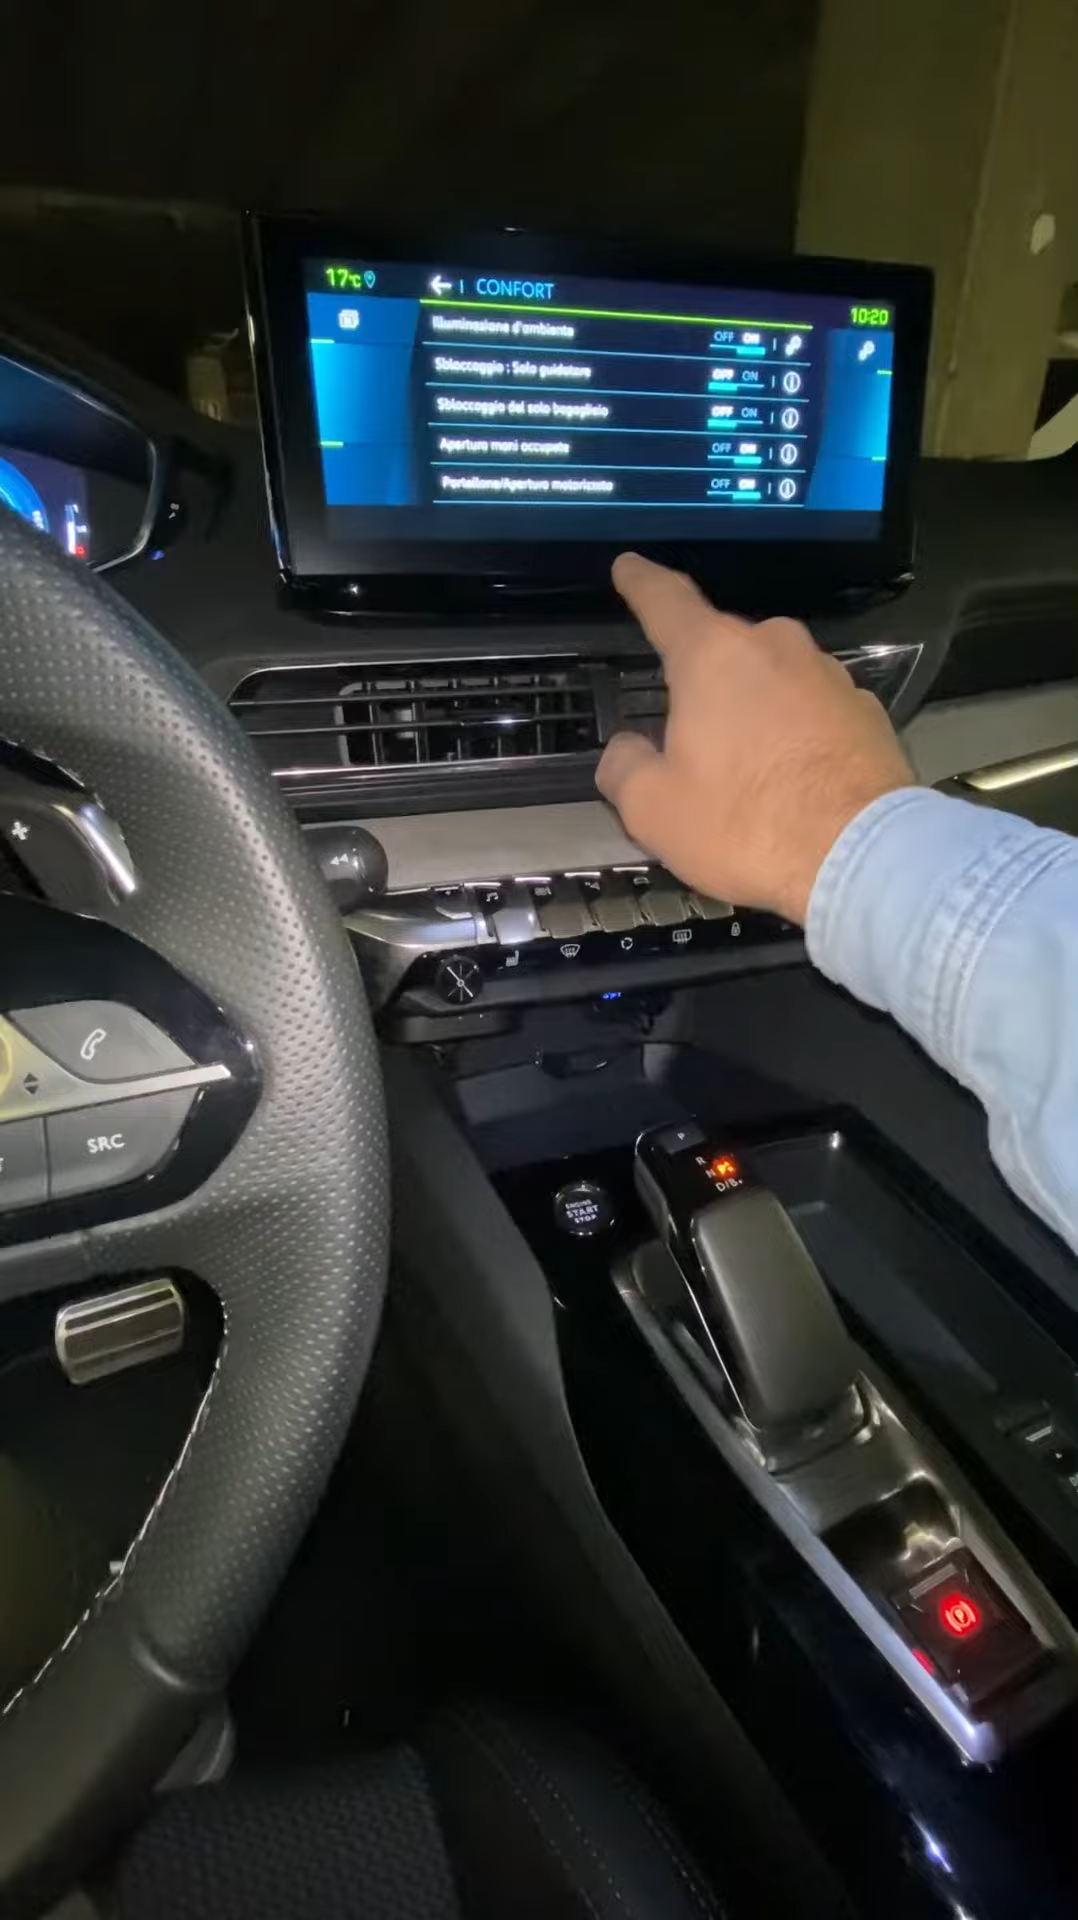 17°C
CONFORT
10:20
Illuminazione d'ambiente OFF ON
Sbloccaggio : Solo guidatore OFF ON
Sbloccaggio del solo bagagliaio OFF ON
Apertura mani occupate OFF ON
Portellone/Apertura motorizzata OFF ON
SRC
P
R
N
D/B
ENGINE
START
STOP
P